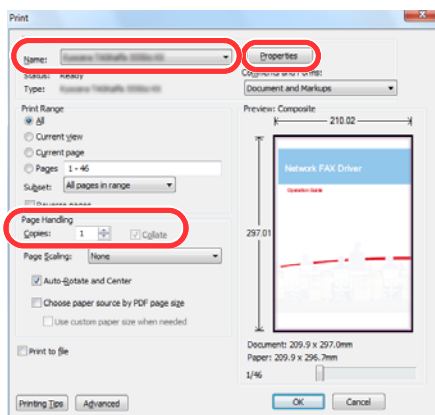 Print
Name:
Properties
Status: Ready
Comments and Forms:
Type:
Document and Markups
Print Range
All
Current view
Current page
Pages 1 - 46
Subset: All pages in range
Reverse pages
Preview: Composite
210.02
297.01
Network FAX Driver
Operation Guide
Page Handling
Copies: 1 Collate
Page Scaling: None
Auto-Rotate and Center
Choose paper source by PDF page size
Use custom paper size when needed
Print to file
Document: 209.9 x 297.0mm
Paper: 209.9 x 296.7mm
1/46
Printing Tips Advanced OK Cancel